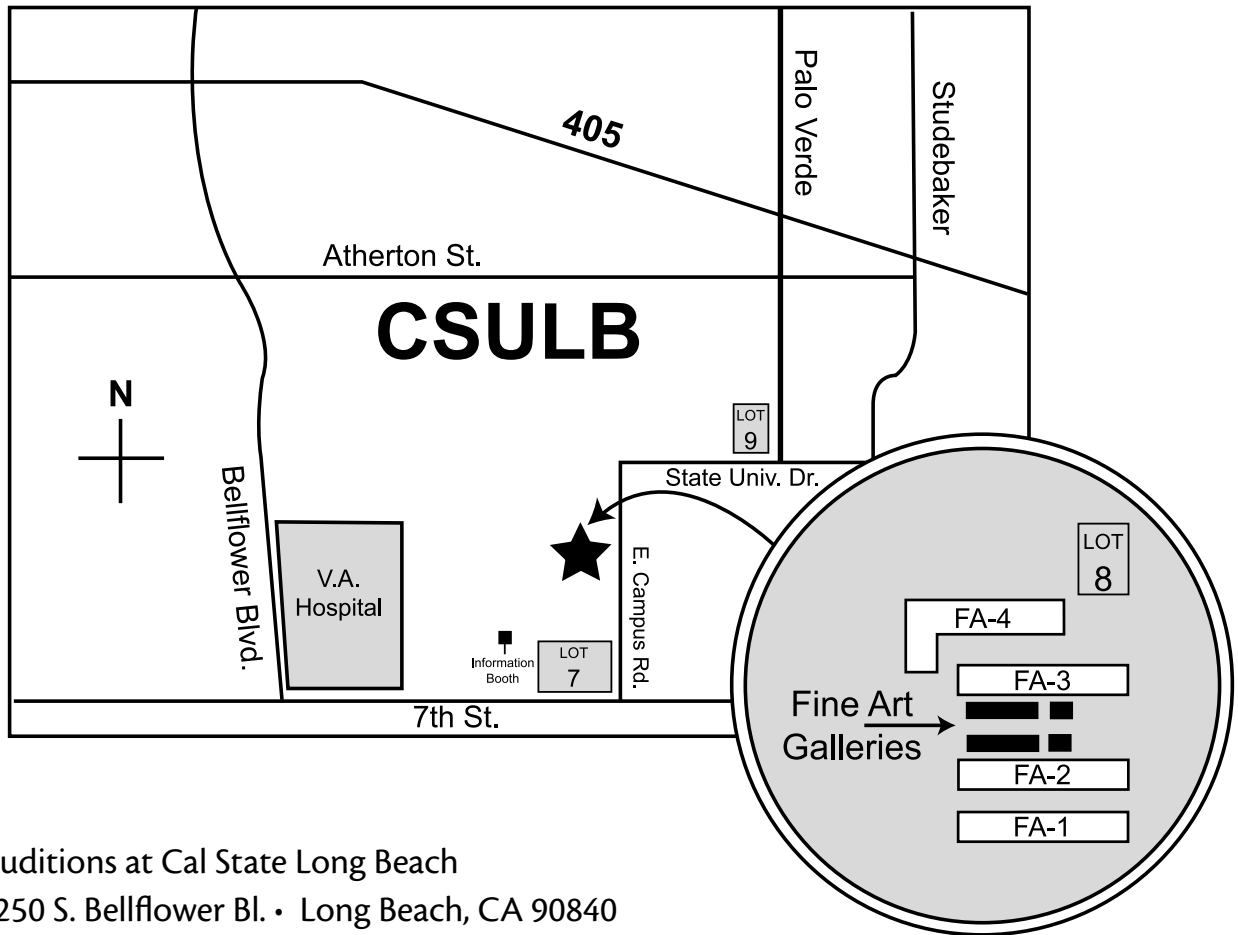 405
Palo Verde
Studebaker
Atherton St.
CSULB
N
LOT
9
State Univ. Dr.
Bellflower Blvd.
V.A.
Hospital
E. Campus Rd.
Information
Booth
LOT
7
7th St.
LOT
8
FA-4
FA-3
Fine Art
Galleries
FA-2
FA-1
uditions at Cal State Long Beach
250 S. Bellflower Bl. • Long Beach, CA 90840